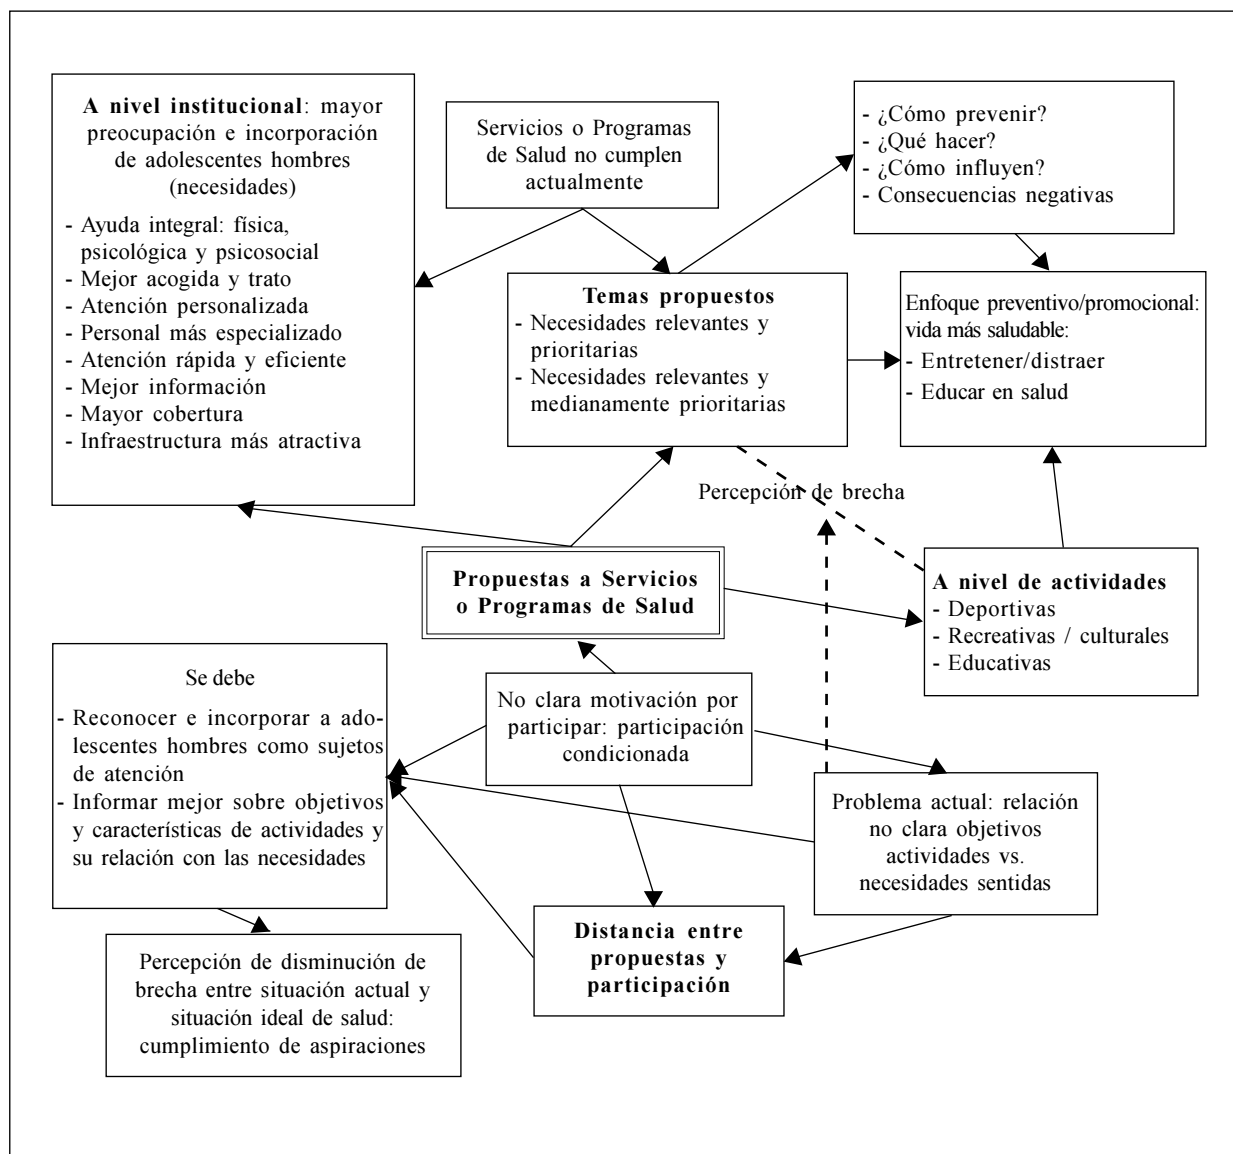 A nivel institucional: mayor
preocupación e incorporación
de adolescentes hombres
(necesidades)
- Ayuda integral: física,
psicológica y psicosocial
- Mejor acogida y trato
- Atención personalizada
- Personal más especializado
- Atención rápida y eficiente
- Mejor información
- Mayor cobertura
- Infraestructura más atractiva
Servicios o Programas
de Salud no cumplen
actualmente
- ¿Cómo prevenir?
- ¿Qué hacer?
- ¿Cómo influyen?
- Consecuencias negativas
Temas propuestos
- Necesidades relevantes y
prioritarias
- Necesidades relevantes y
medianamente prioritarias
Enfoque preventivo/promocional:
vida más saludable:
- Entretener/distraer
- Educar en salud
Percepción de brecha
Propuestas a Servicios
o Programas de Salud
A nivel de actividades
- Deportivas
- Recreativas / culturales
- Educativas
Se debe
- Reconocer e incorporar a ado-
lescentes hombres como sujetos
de atención
- Informar mejor sobre objetivos
y características de actividades y
su relación con las necesidades
No clara motivación por
participar: participación
condicionada
Problema actual: relación
no clara objetivos
actividades vs.
necesidades sentidas
Distancia entre
propuestas y
participación
Percepción de disminución de
brecha entre situación actual y
situación ideal de salud:
cumplimiento de aspiraciones